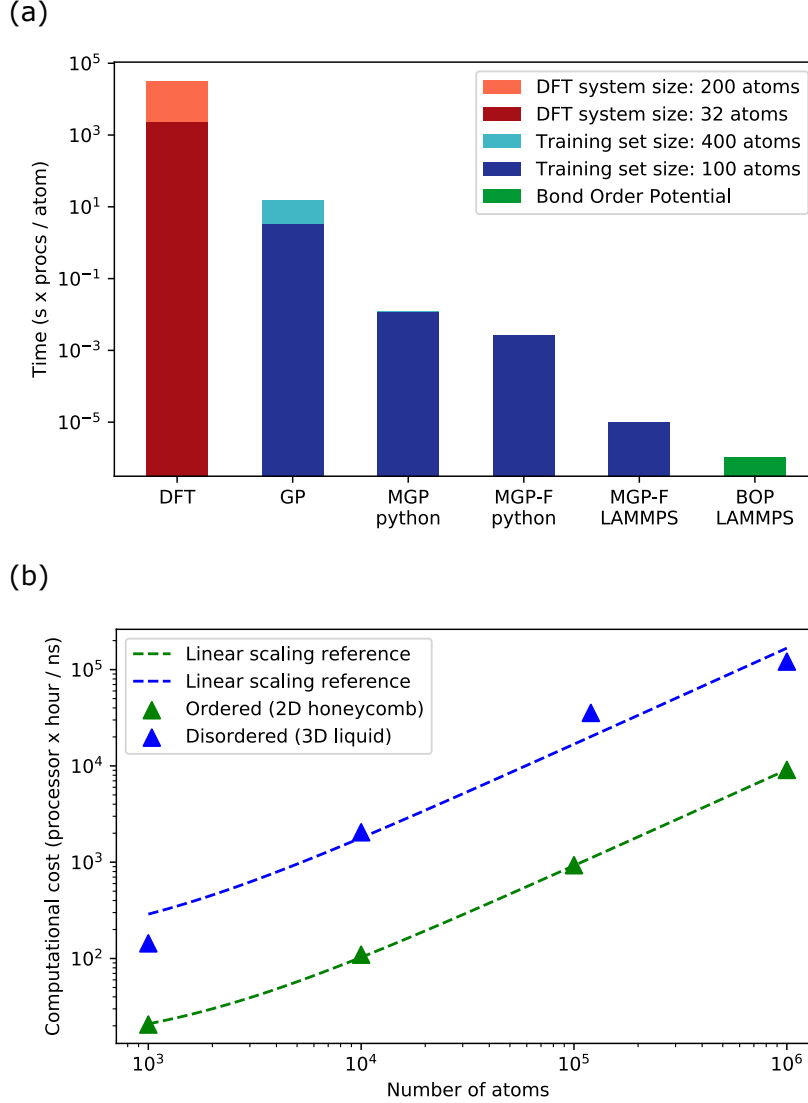 (a)
Time (s x procs / atom)
10^5
10^3
10^1
10^−1
10^−3
10^−5
DFT system size: 200 atoms
DFT system size: 32 atoms
Training set size: 400 atoms
Training set size: 100 atoms
Bond Order Potential
DFT
GP
MGP
python
MGP-F
python
MGP-F
LAMMPS
BOP
LAMMPS
(b)
Computational cost (processor x hour / ns)
10^5
10^4
10^3
10^2
Linear scaling reference
Linear scaling reference
Ordered (2D honeycomb)
Disordered (3D liquid)
10^3
10^4
10^5
10^6
Number of atoms